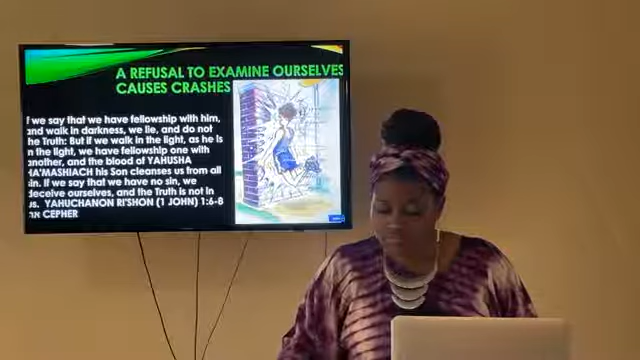 A REFUSAL TO EXAMINE OURSELVES
CAUSES CRASHES
f we say that we have fellowship with him,
and walk in darkness, we lie, and do not
he Truth: But if we walk in the light, as he is
n the light, we have fellowship one with
another, and the blood of YAHUSHA
HA'MASHIACH his Son cleanses us from all
sin. If we say that we have no sin, we
deceive ourselves, and the Truth is not in
us. YAHUCHANON RI'SHON (1 JOHN) 1:6-8
את CEPHER